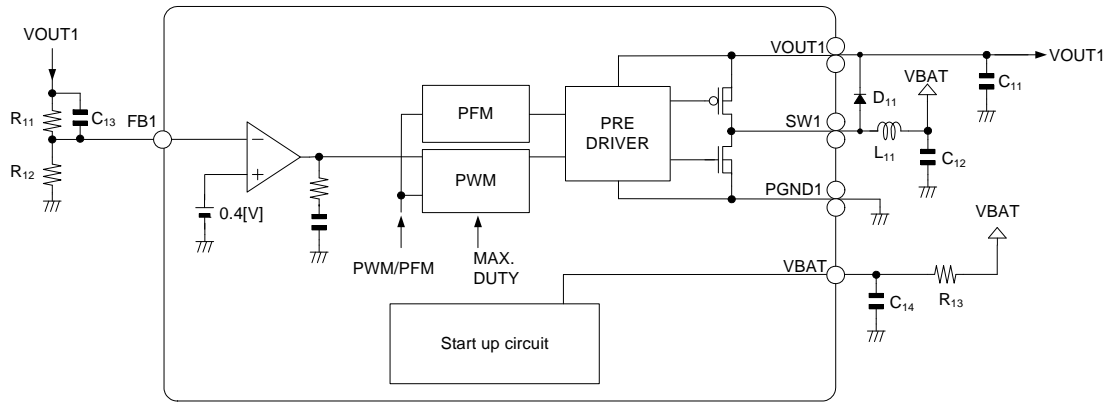 VOUT1
R11
C13
FB1
R12
0.4[V]
PFM
PWM
PWM/PFM
MAX.
DUTY
PRE
DRIVER
Start up circuit
VOUT1
VOUT1
VBAT
D11
C11
SW1
L11
C12
PGND1
VBAT
VBAT
C14
R13